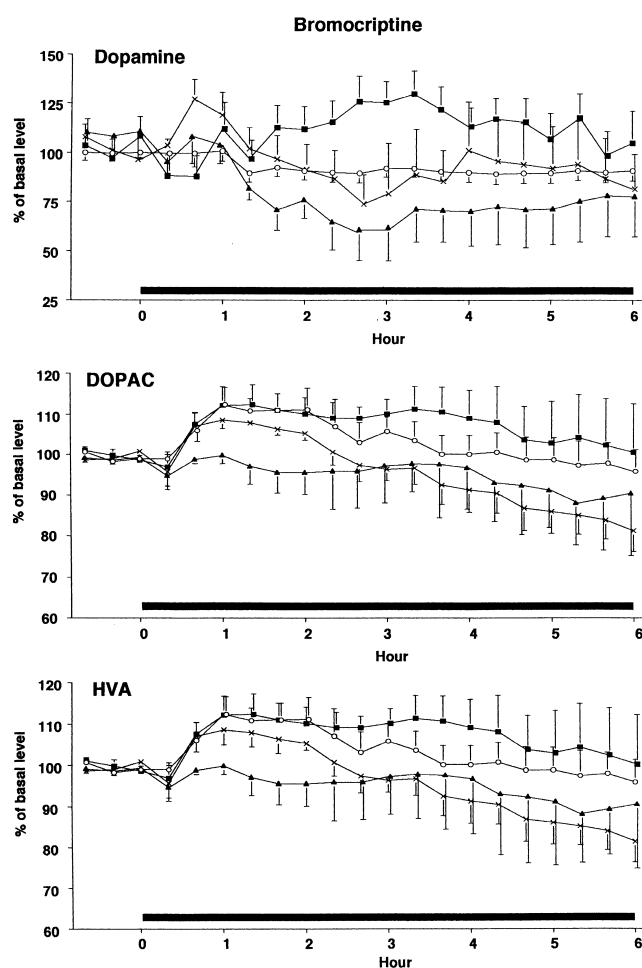 Bromocriptine
Dopamine
150
125
100
75
50
25
% of basal level
0 1 2 3 4 5 6
Hour
DOPAC
120
110
100
90
80
70
60
% of basal level
0 1 2 3 4 5 6
Hour
HVA
120
110
100
90
80
70
60
% of basal level
0 1 2 3 4 5 6
Hour